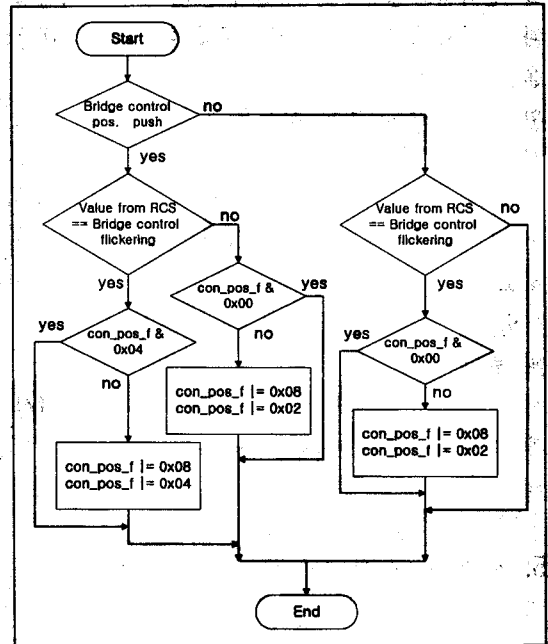 Start
Bridge control
pos. push
no
yes
Value from RCS
== Bridge control
flickering
no
yes
con_pos_f &
0x00
yes
no
con_pos_f |= 0x08
con_pos_f |= 0x02
con_pos_f &
0x04
yes
no
con_pos_f |= 0x08
con_pos_f |= 0x04
Value from RCS
== Bridge control
flickering
no
yes
con_pos_f &
0x00
yes
no
con_pos_f |= 0x08
con_pos_f |= 0x02
End